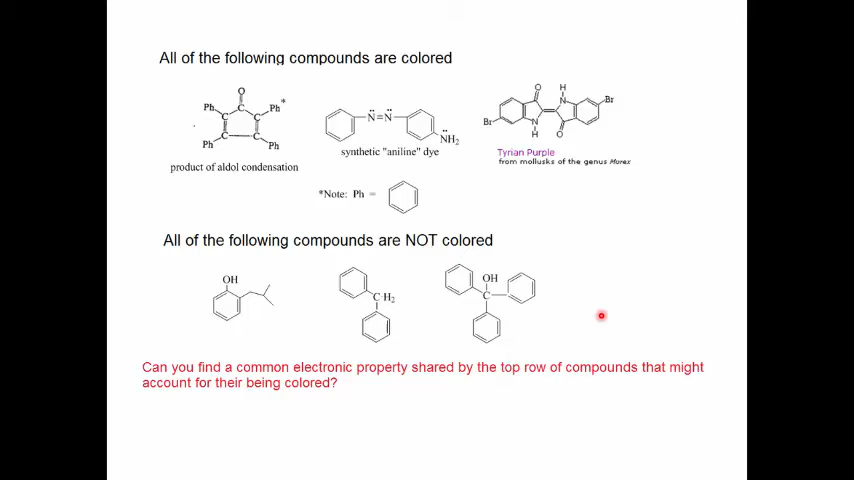 All of the following compounds are colored
O
Ph Ph*
C C C
C C
Ph Ph
product of aldol condensation
N=N
NH2
synthetic "aniline" dye
O H
N Br
Br N
H O
Tyrian Purple
from mollusks of the genus Murex
*Note: Ph =
All of the following compounds are NOT colored
OH
C H2
OH
C
Can you find a common electronic property shared by the top row of compounds that might
account for their being colored?